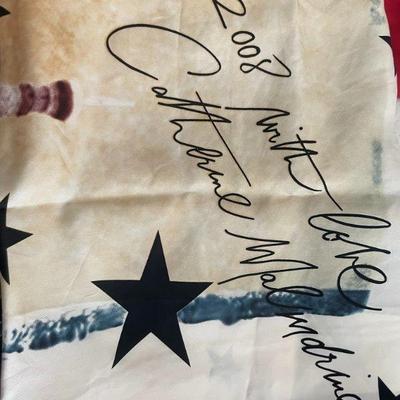 2008 with love
Catherine Malandrino